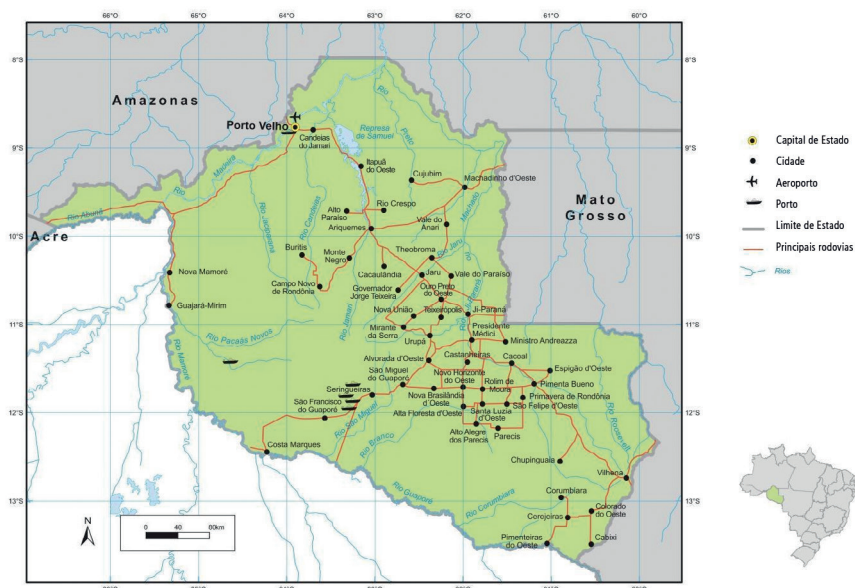 66°S
65°S
64°S
63°S
62°S
61°S
60°S
8°S
8°S
Amazonas
Rio
Porto Velho
Candeias
do Jamari
Represa
de Samuel
Preto
9°S
9°S
Madeira
Itapuã
do Oeste
Cujubim
Machadinho d'Oeste
Mato
Grosso
Rio
Rio Abunã
Rio Jaciparaná
Rio Candeias
Alto
Paraíso
Rio Crespo
Machado
Acre
10°S
10°S
Ariquemes
Vale do
Anari
Buritis
Monte
Negro
Theobroma
Rio Jaru
Rio
Nova Mamoré
Cacaulândia
Jaru
Vale do Paraíso
Campo Novo
de Rondônia
Governador
Jorge Teixeira
Ouro Preto
do Oeste
Guajará-Mirim
Teixeirópolis
Ji-Paraná
Nova União
11°S
11°S
Rio Pacaás Novos
Rio Jamari
Mirante
da Serra
Urupá
Presidente
Médici
Ministro Andreazza
Rio Mamoré
Alvorada d'Oeste
Castanheiras
Cacoal
São Miguel
do Guaporé
Novo Horizonte
do Oeste
Espigão d'Oeste
Seringueiras
Rolim de
Moura
Pimenta Bueno
Nova Brasilândia
d'Oeste
Primavera de Rondônia
12°S
12°S
São Francisco
do Guaporé
Rio São Miguel
Alta Floresta d'Oeste
Santa Luzia
d'Oeste
São Felipe d'Oeste
Rio Branco
Alto Alegre
dos Parecis
Parecis
Rio Roosevelt
Costa Marques
Chupinguaia
Vilhena
Rio Guaporé
Corumbiara
13°S
13°S
Rio Corumbiara
Colorado
do Oeste
Corejeiras
Pimenteiras
do Oeste
Cabixi
N
0 40 80km
Capital de Estado
Cidade
Aeroporto
Porto
Limite de Estado
Principais rodovias
Rios